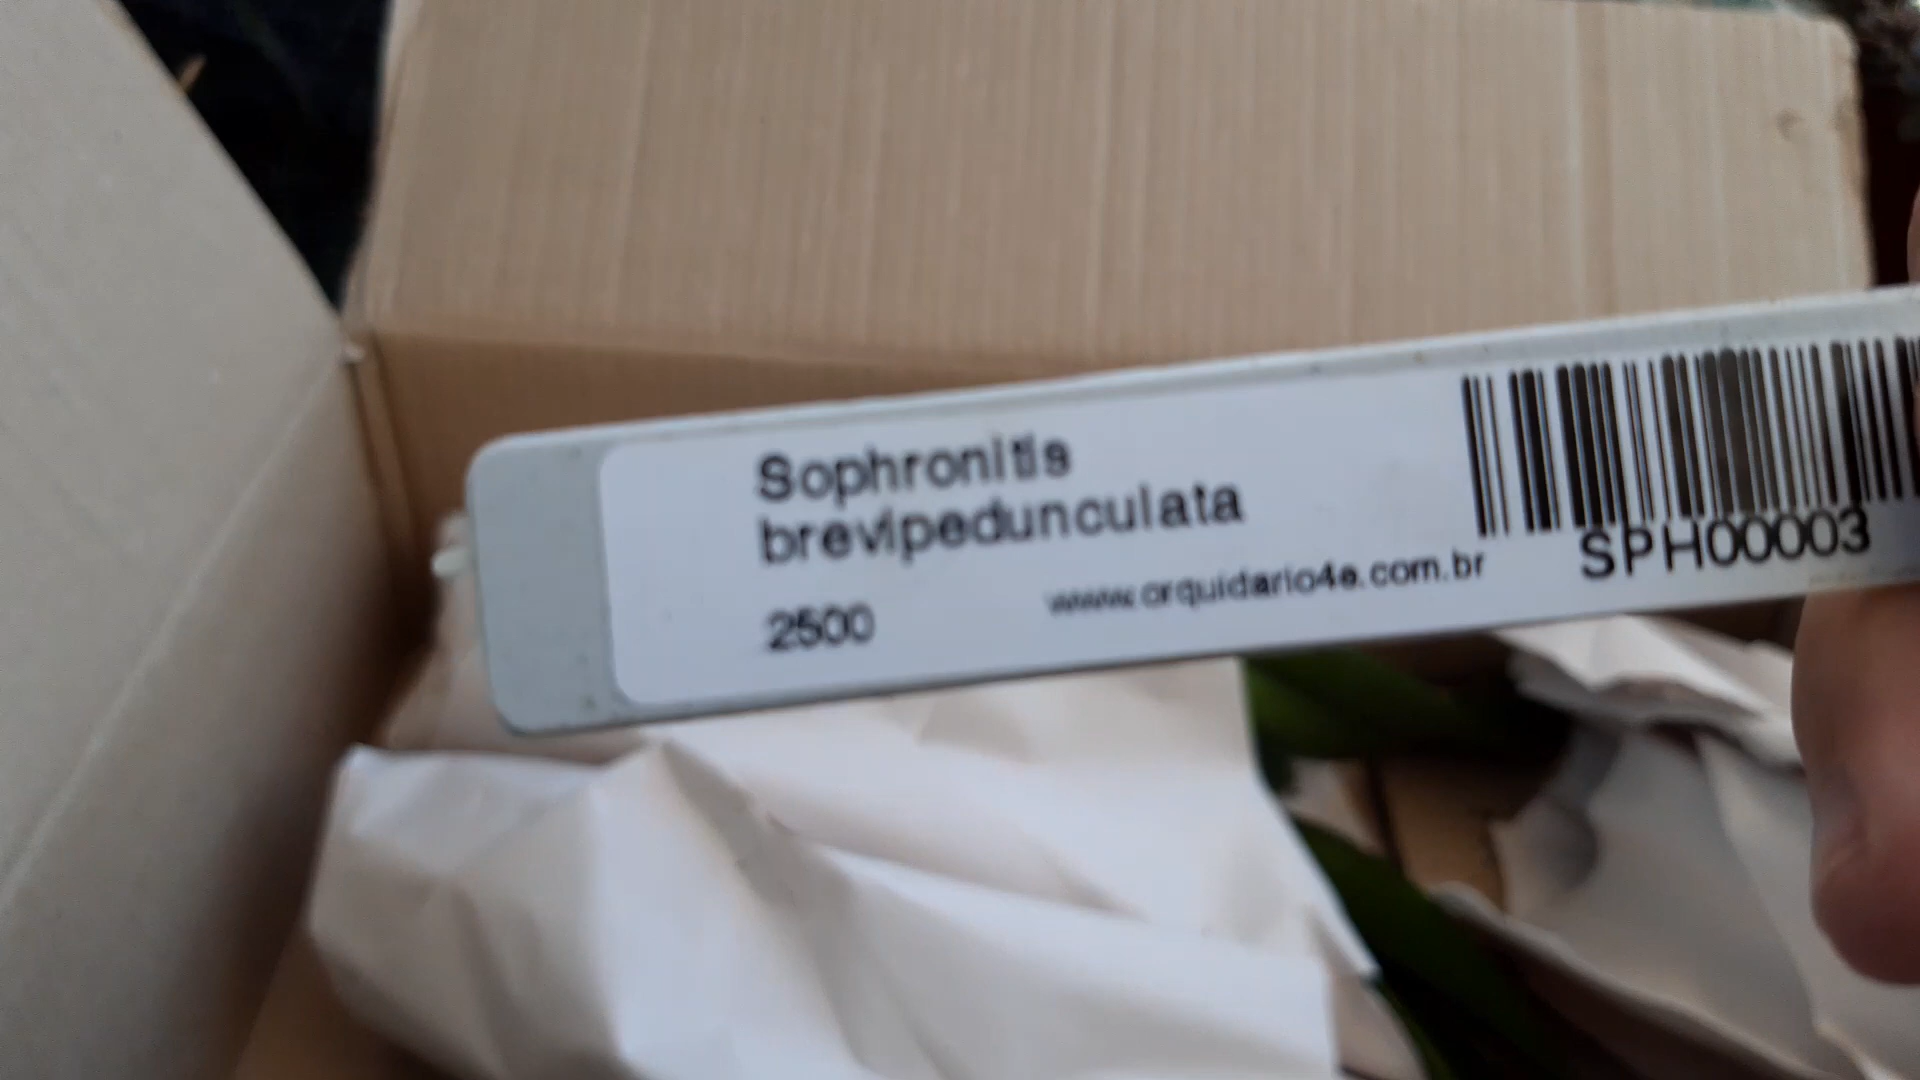 Sophronitis
brevipedunculata
2500
www.orquidario4e.com.br
SPH00003